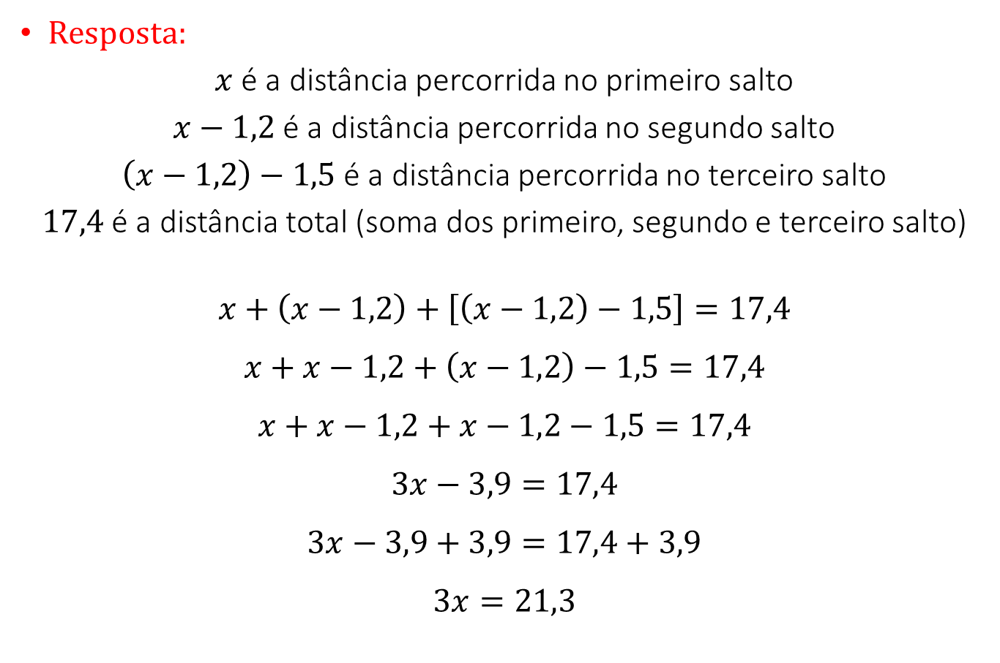 • Resposta:
x é a distância percorrida no primeiro salto
x − 1,2 é a distância percorrida no segundo salto
(x − 1,2) − 1,5 é a distância percorrida no terceiro salto
17,4 é a distância total (soma dos primeiro, segundo e terceiro salto)
x + (x − 1,2) + [(x − 1,2) − 1,5] = 17,4
x + x − 1,2 + (x − 1,2) − 1,5 = 17,4
x + x − 1,2 + x − 1,2 − 1,5 = 17,4
3x − 3,9 = 17,4
3x − 3,9 + 3,9 = 17,4 + 3,9
3x = 21,3